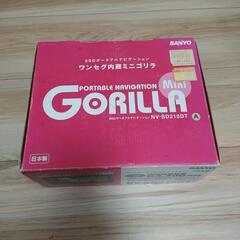 SANYO
SSDポータブルナビゲーション
ワンセグ内蔵ミニゴリラ
PORTABLE NAVIGATION
Mini
GORILLA
SSDポータブルナビゲーション NV-SD210DT A
日本製